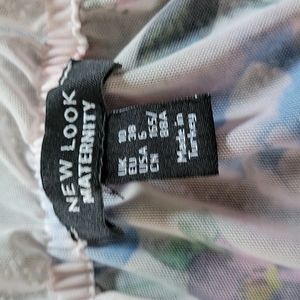 NEW LOOK
MATERNITY
UK 10
EU 38
USA 6
CN 165/
88A
Made in
Turkey